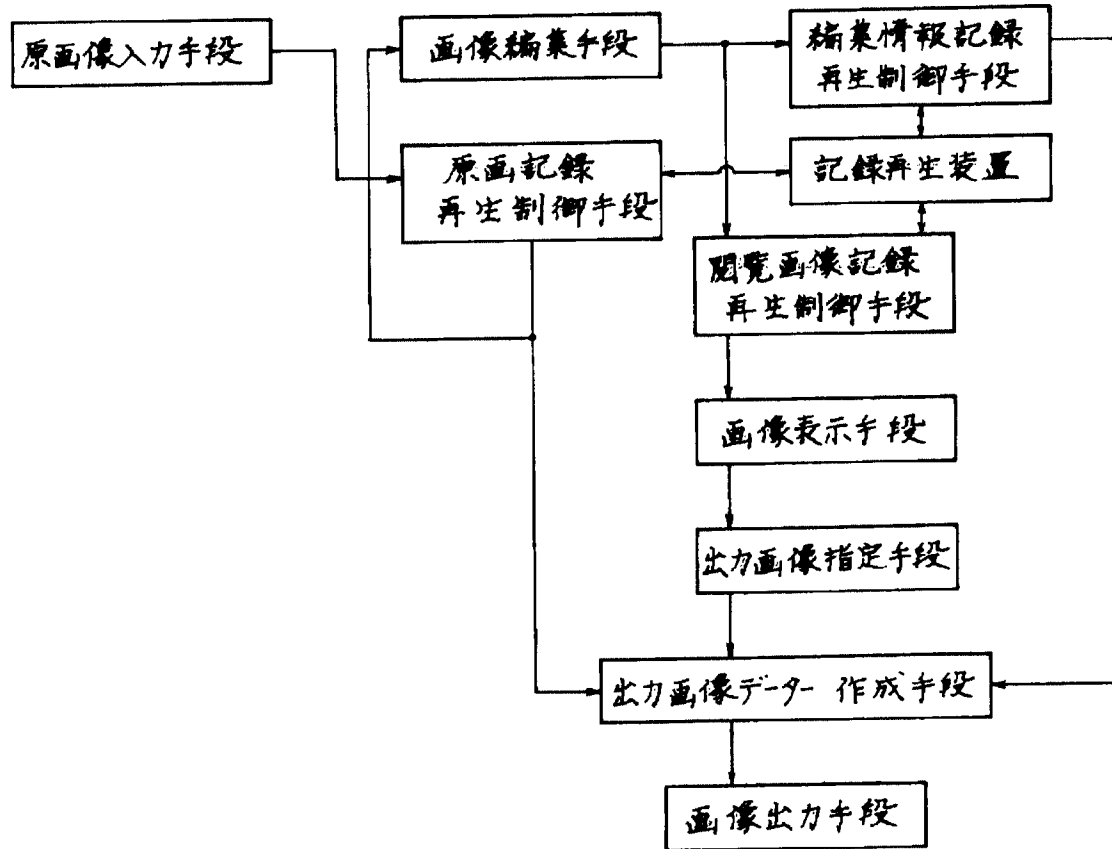 原画像入力手段
画像編集手段
編集情報記録
再生制御手段
原画記録
再生制御手段
記録再生装置
閲覧画像記録
再生制御手段
画像表示手段
出力画像指定手段
出力画像データー作成手段
画像出力手段